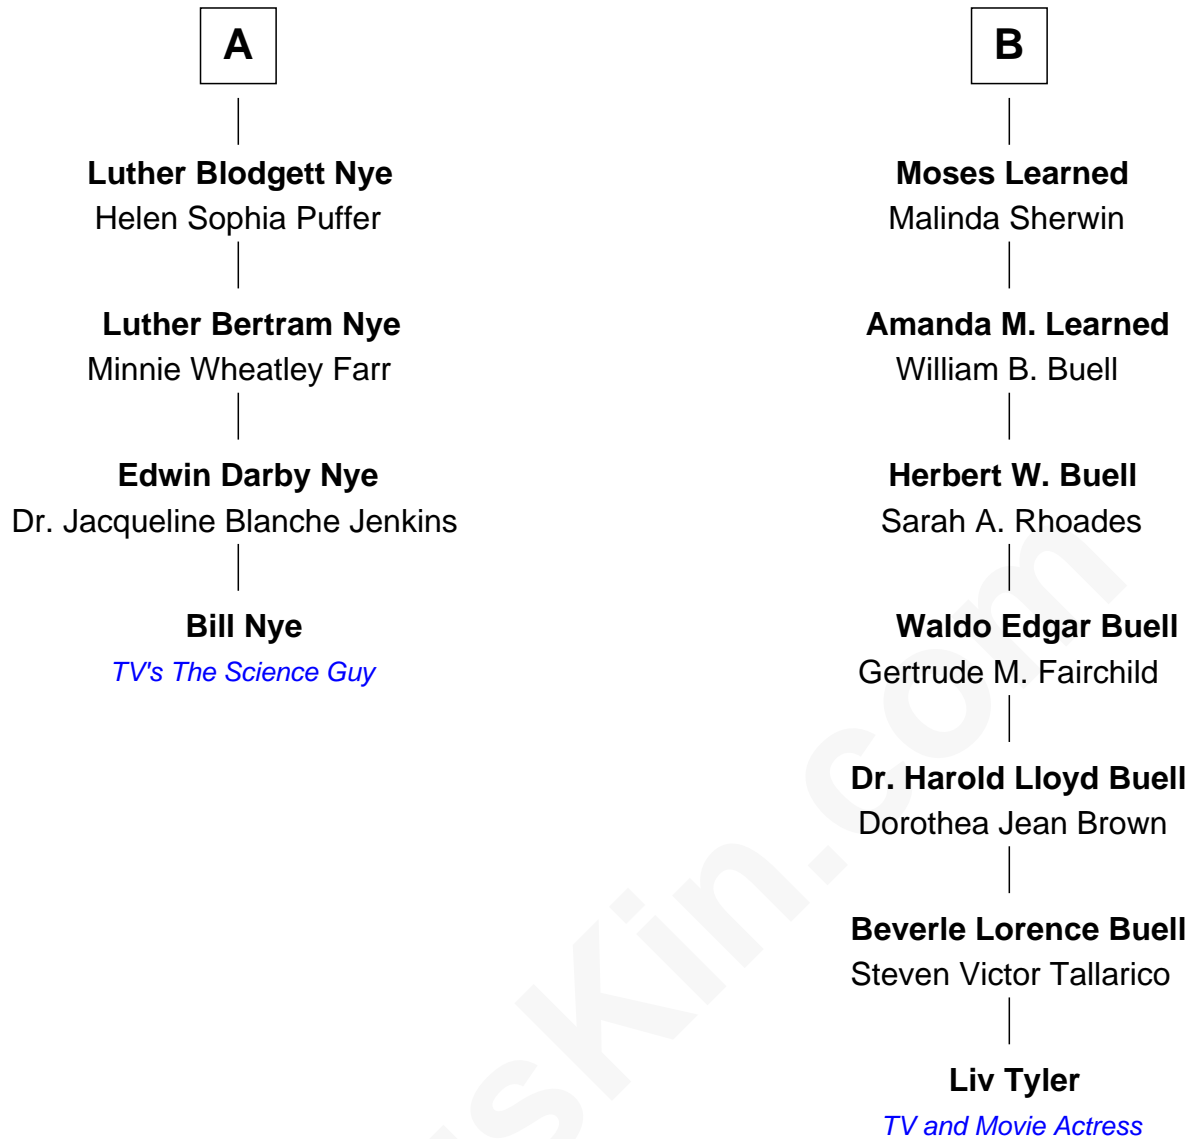 A
Luther Blodgett Nye
Helen Sophia Puffer
Luther Bertram Nye
Minnie Wheatley Farr
Edwin Darby Nye
Dr. Jacqueline Blanche Jenkins
Bill Nye
TV's The Science Guy
B
Moses Learned
Malinda Sherwin
Amanda M. Learned
William B. Buell
Herbert W. Buell
Sarah A. Rhoades
Waldo Edgar Buell
Gertrude M. Fairchild
Dr. Harold Lloyd Buell
Dorothea Jean Brown
Beverle Lorence Buell
Steven Victor Tallarico
Liv Tyler
TV and Movie Actress
sKin.com